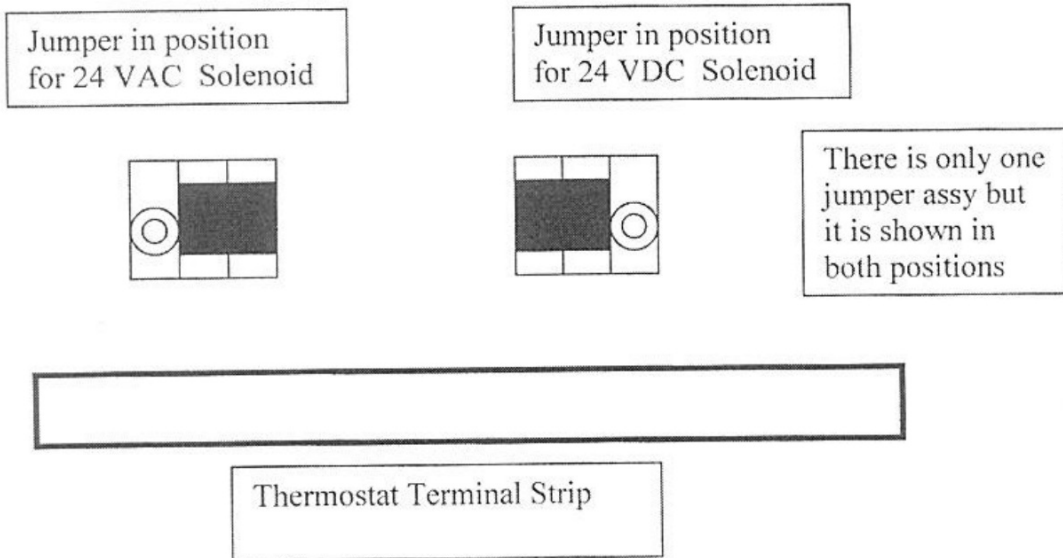 Jumper in position
for 24 VAC Solenoid
Jumper in position
for 24 VDC Solenoid
There is only one
jumper assy but
it is shown in
both positions
Thermostat Terminal Strip